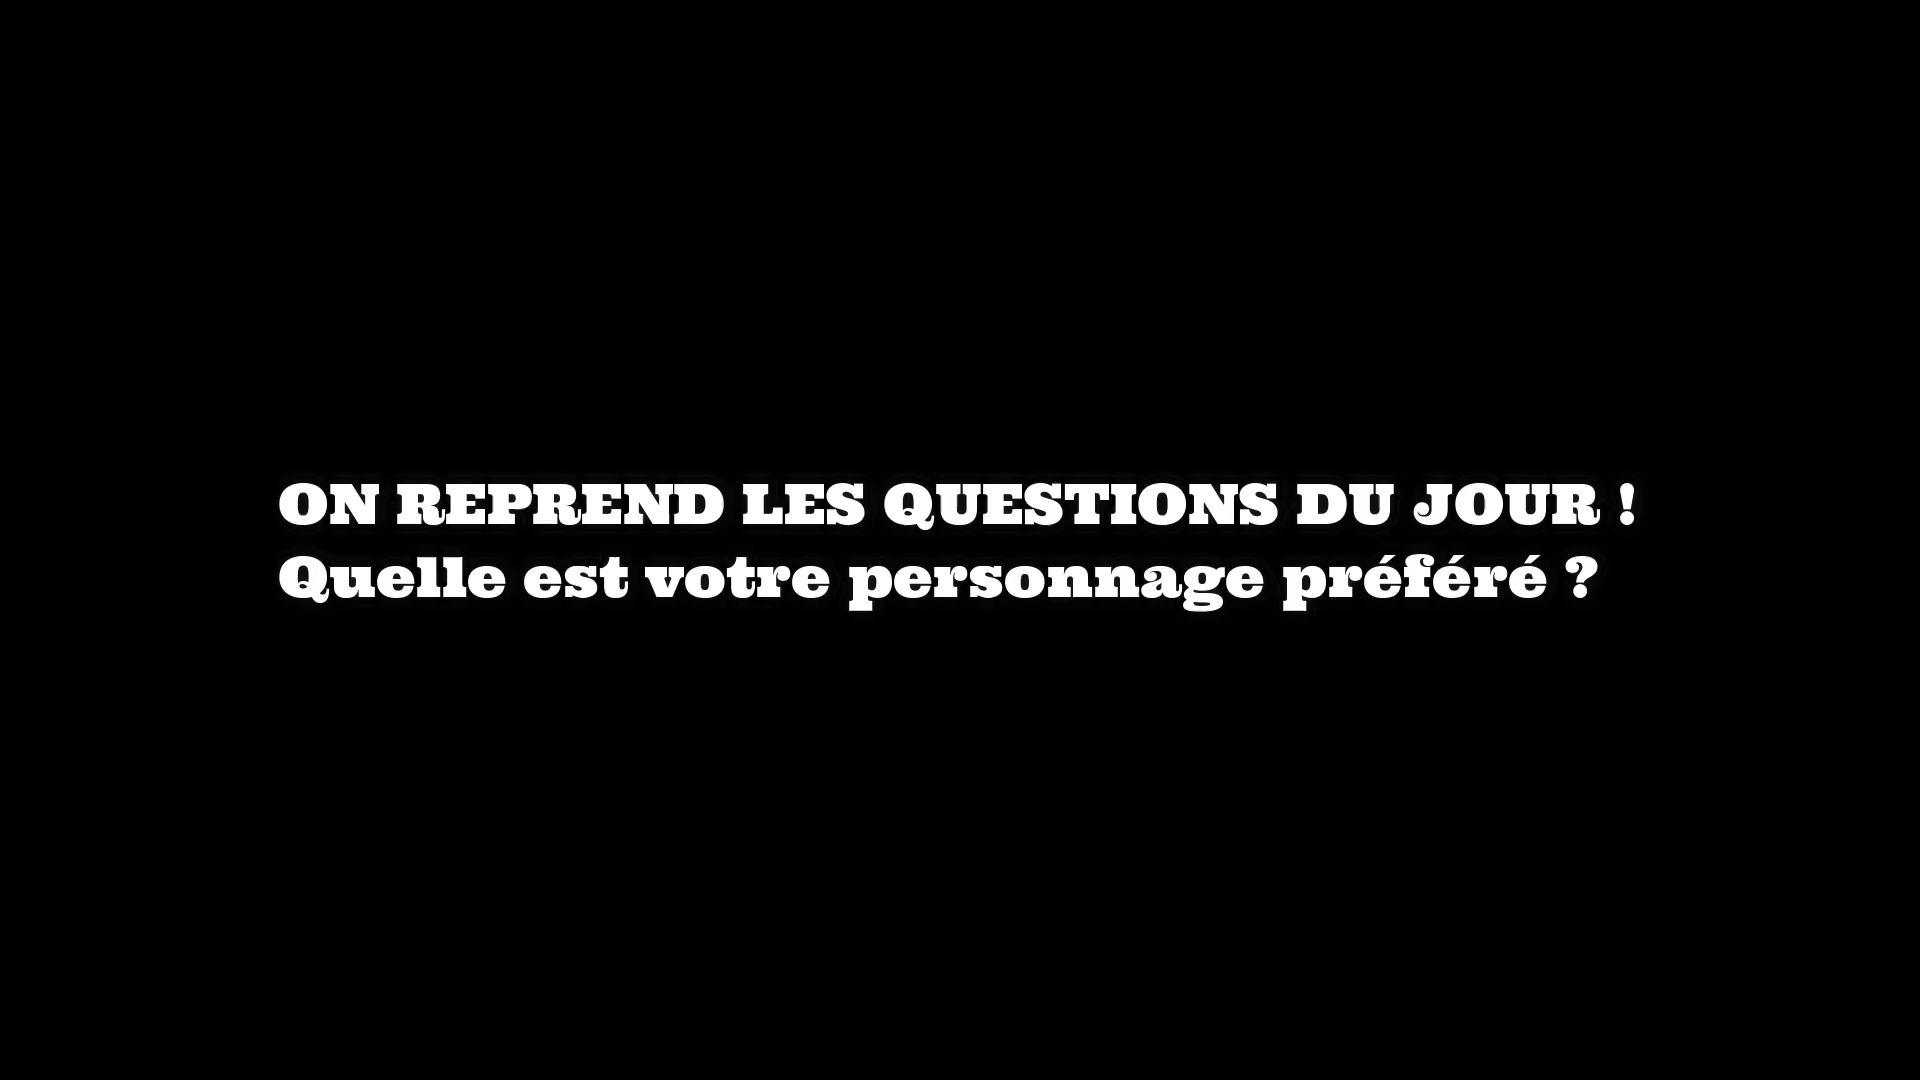 ON REPREND LES QUESTIONS DU JOUR !
Quelle est votre personnage préféré ?